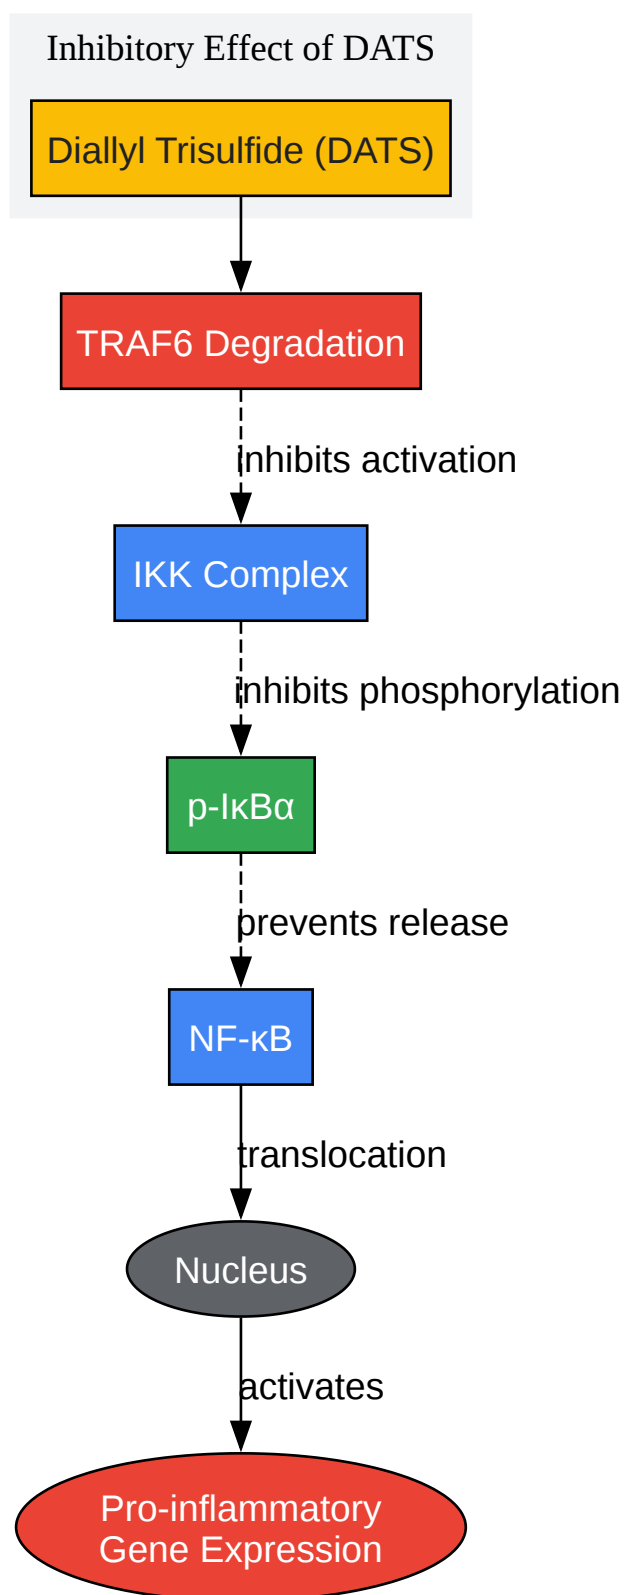 Inhibitory Effect of DATS
Diallyl Trisulfide (DATS)
TRAF6 Degradation
inhibits activation
IKK Complex
inhibits phosphorylation
p-IκBα
prevents release
NF-κB
translocation
Nucleus
activates
Pro-inflammatory
Gene Expression